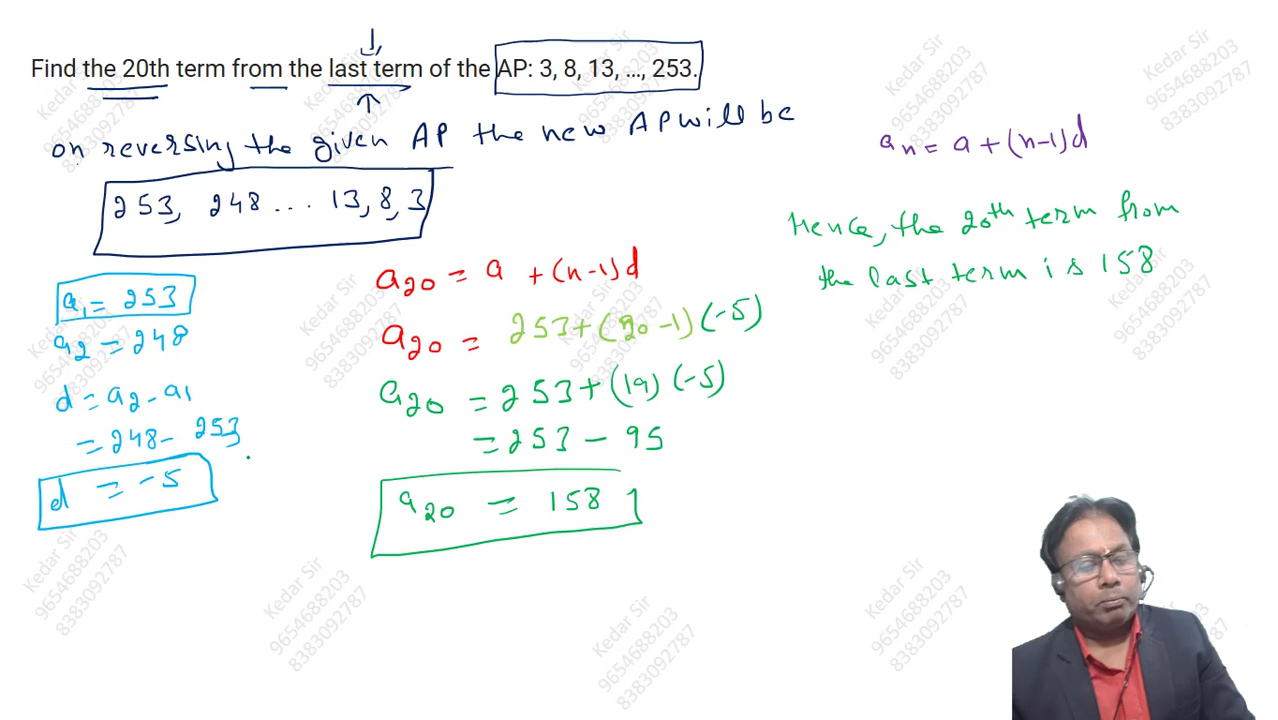 Find the 20th term from the last term of the AP: 3, 8, 13, ..., 253.
on reversing the given AP the new AP will be
253, 248 ... 13, 8, 3
a₁ = 253
a₂ = 248
d = a₂ - a₁
= 248 - 253
d = -5
a₂₀ = a + (n-1)d
a₂₀ = 253 + (20-1)(-5)
a₂₀ = 253 + (19)(-5)
= 253 - 95
a₂₀ = 158
aₙ = a + (n-1)d
Hence, the 20th term from
the last term is 158
Kedar Sir
9654688203
8383092787